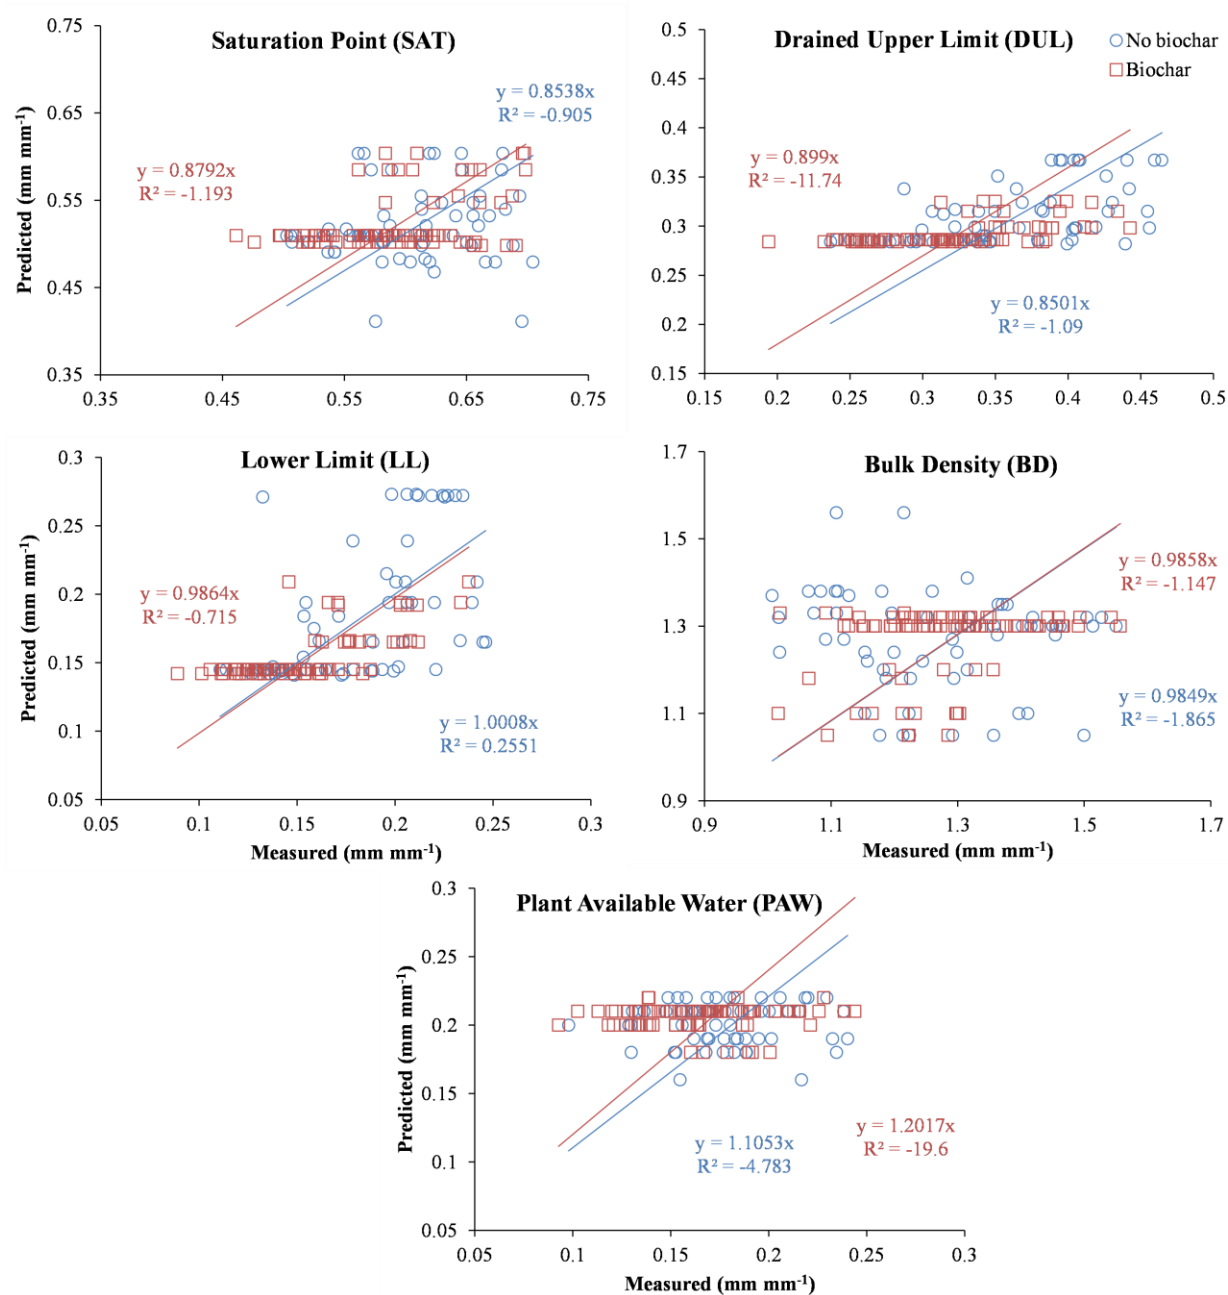 Saturation Point (SAT)
Predicted (mm mm⁻¹)
0.75
0.65
0.55
0.45
0.35
0.35
0.45
0.55
0.65
0.75
y = 0.8538x
R² = -0.905
y = 0.8792x
R² = -1.193
Drained Upper Limit (DUL)
No biochar
Biochar
0.5
0.45
0.4
0.35
0.3
0.25
0.2
0.15
0.15
0.2
0.25
0.3
0.35
0.4
0.45
0.5
y = 0.899x
R² = -11.74
y = 0.8501x
R² = -1.09
Lower Limit (LL)
Predicted (mm mm⁻¹)
0.3
0.25
0.2
0.15
0.1
0.05
0.05
0.1
0.15
0.2
0.25
0.3
Measured (mm mm⁻¹)
y = 0.9864x
R² = -0.715
y = 1.0008x
R² = 0.2551
Bulk Density (BD)
1.7
1.5
1.3
1.1
0.9
0.9
1.1
1.3
1.5
1.7
Measured (mm mm⁻¹)
y = 0.9858x
R² = -1.147
y = 0.9849x
R² = -1.865
Plant Available Water (PAW)
Predicted (mm mm⁻¹)
0.3
0.25
0.2
0.15
0.1
0.05
0.05
0.1
0.15
0.2
0.25
0.3
Measured (mm mm⁻¹)
y = 1.2017x
R² = -19.6
y = 1.1053x
R² = -4.783